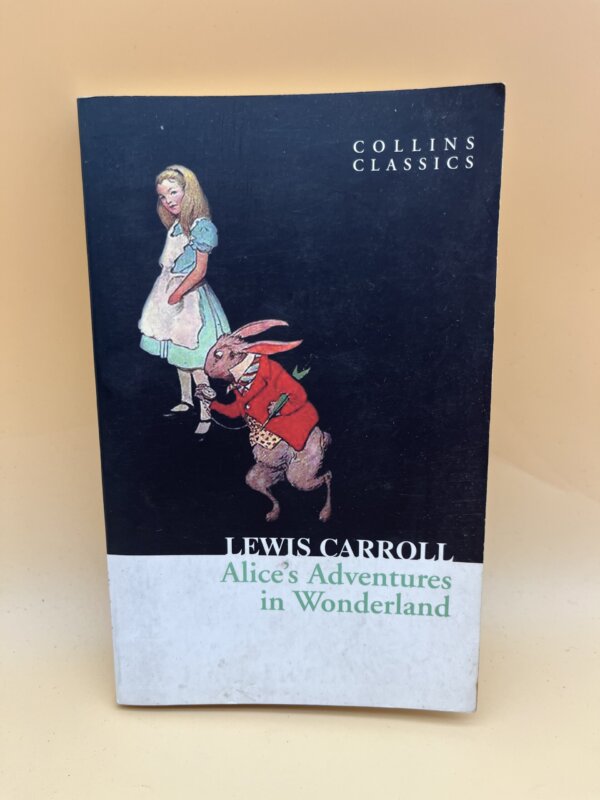 COLLINS
CLASSICS
LEWIS CARROLL
Alice's Adventures
in Wonderland